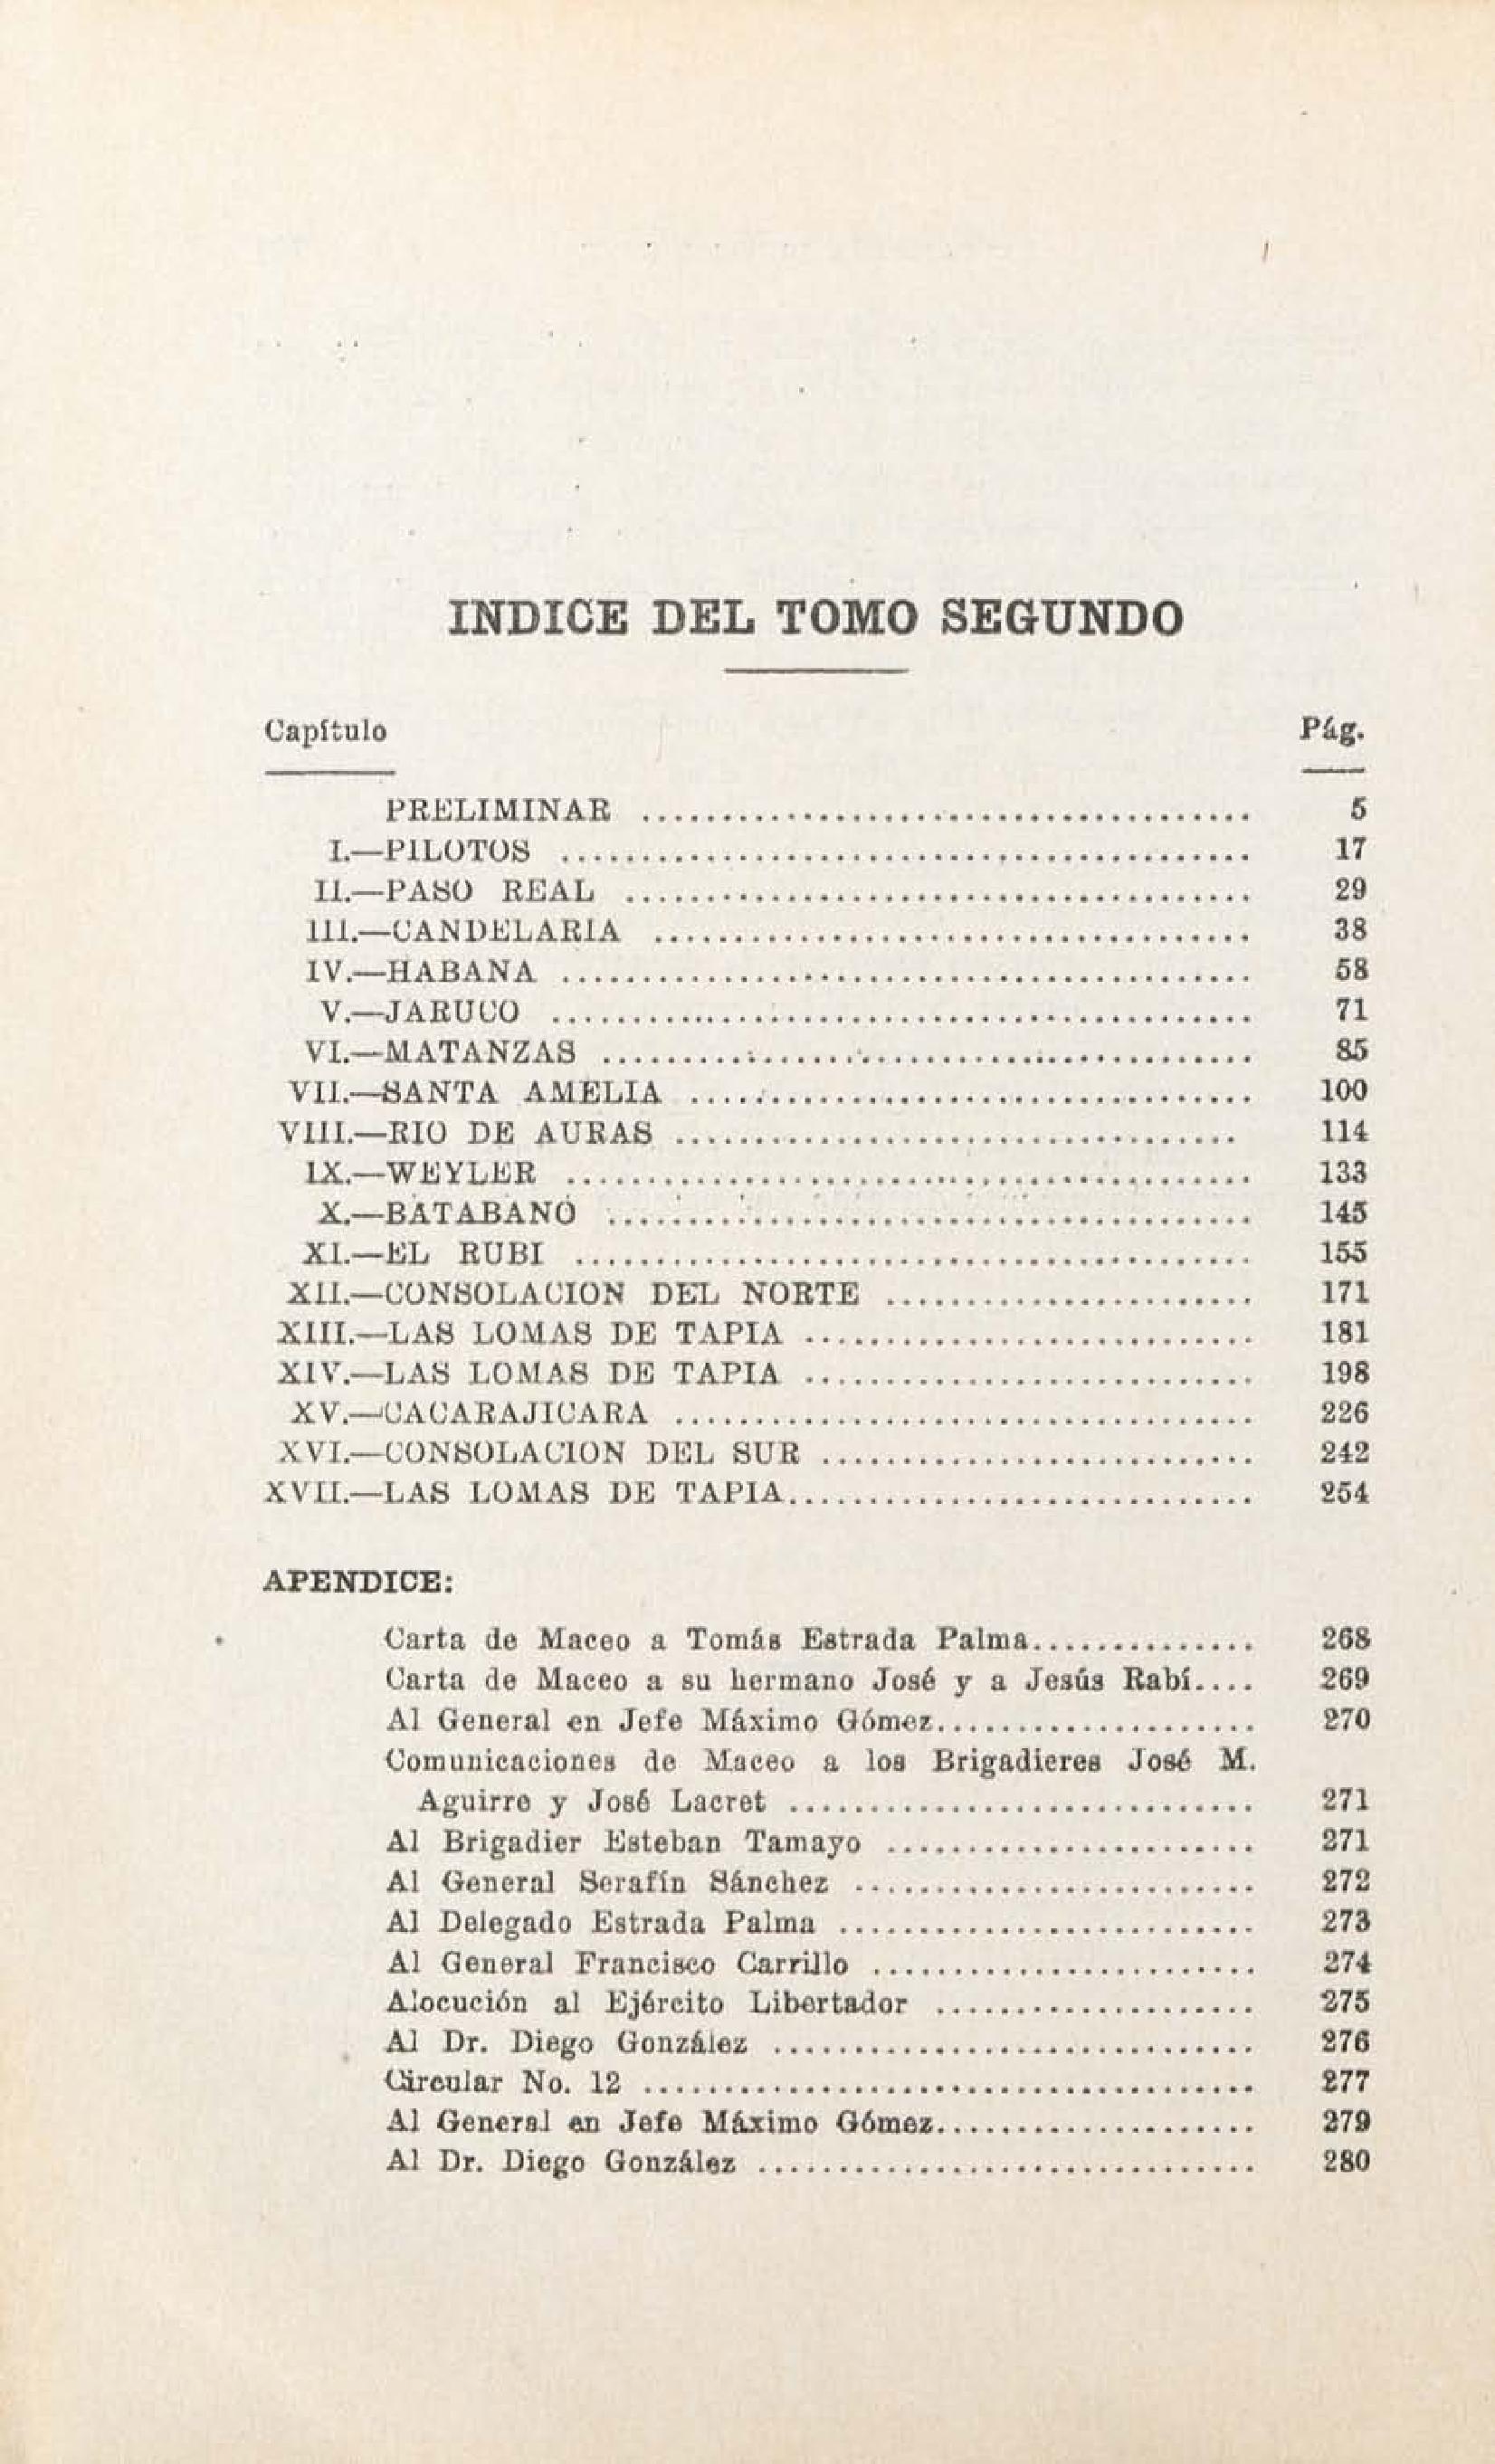 INDICE DEL TOMO SEGUNDO
Capítulo Pág.
PRELIMINAR ........................................ 5
I.—PILOTOS ........................................ 17
II.—PASO REAL ........................................ 29
III.—CANDELARIA ........................................ 38
IV.—HABANA ........................................ 58
V.—JARUCO ........................................ 71
VI.—MATANZAS ........................................ 85
VII.—SANTA AMELIA ................................... 100
VIII.—RIO DE AURAS ................................... 114
IX.—WEYLER ........................................ 133
X.—BATABANO ........................................ 145
XI.—EL RUBI ........................................ 155
XII.—CONSOLACION DEL NORTE ....................... 171
XIII.—LAS LOMAS DE TAPIA ............................ 181
XIV.—LAS LOMAS DE TAPIA ............................ 198
XV.—CACARAJICARA .................................... 226
XVI.—CONSOLACION DEL SUR ........................... 242
XVII.—LAS LOMAS DE TAPIA............................. 254
APENDICE:
Carta de Maceo a Tomás Estrada Palma.............. 268
Carta de Maceo a su hermano José y a Jesús Rabí.... 269
Al General en Jefe Máximo Gómez.................... 270
Comunicaciones de Maceo a los Brigadieres José M.
Aguirre y José Lacret ............................. 271
Al Brigadier Esteban Tamayo ....................... 271
Al General Serafín Sánchez ......................... 272
Al Delegado Estrada Palma .......................... 273
Al General Francisco Carrillo ........................ 274
Alocución al Ejército Libertador .................... 275
Al Dr. Diego González .............................. 276
Circular No. 12 ...................................... 277
Al General en Jefe Máximo Gómez.................... 279
Al Dr. Diego González ............................... 280